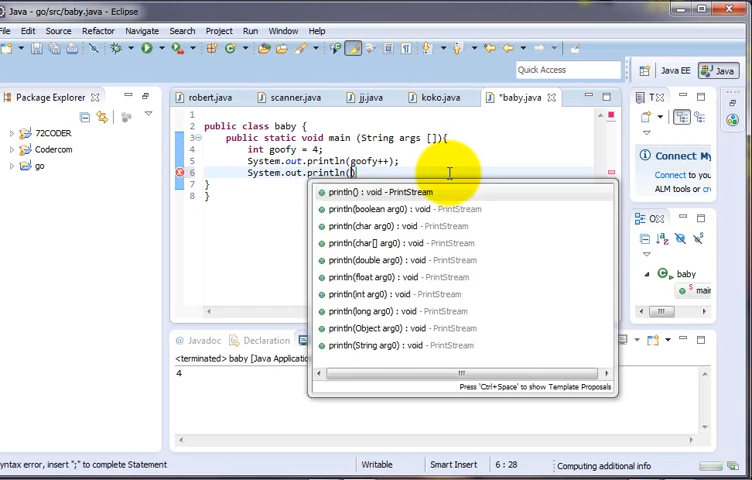 Java - go/src/baby.java - Eclipse
File Edit Source Refactor Navigate Search Project Run Window Help
Quick Access
Java EE
Java
Package Explorer
robert.java
scanner.java
jj.java
koko.java
*baby.java
72CODER
Codercom
go
1
2 public class baby {
3 public static void main (String args []){
4 int goofy = 4;
5 System.out.println(goofy++);
6 System.out.println()
7 }
8 }
println() : void - PrintStream
println(boolean arg0) : void - PrintStream
println(char arg0) : void - PrintStream
println(char[] arg0) : void - PrintStream
println(double arg0) : void - PrintStream
println(float arg0) : void - PrintStream
println(int arg0) : void - PrintStream
println(long arg0) : void - PrintStream
println(Object arg0) : void - PrintStream
println(String arg0) : void - PrintStream
Press 'Ctrl+Space' to show Template Proposals
T
Connect My
Connect to your
ALM tools or
O
baby
main
Javadoc
Declaration
<terminated> baby [Java Applicatio
4
yntax error, insert ";" to complete Statement
Writable
Smart Insert
6 : 28
Computing additional info